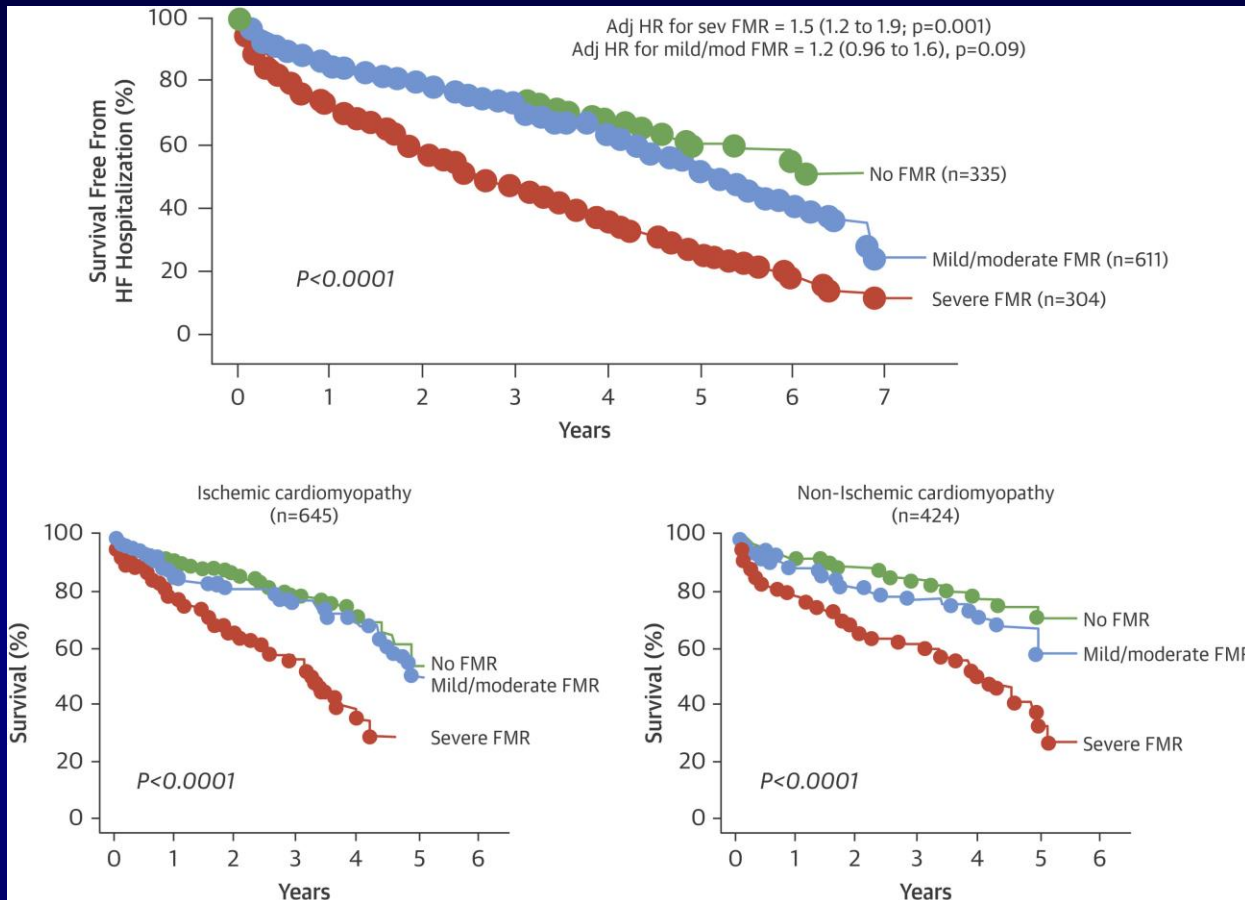 Adj HR for sev FMR = 1.5 (1.2 to 1.9; p=0.001)
Adj HR for mild/mod FMR = 1.2 (0.96 to 1.6), p=0.09)
Survival Free From
HF Hospitalization (%)
100
80
60
40
20
0
No FMR (n=335)
Mild/moderate FMR (n=611)
Severe FMR (n=304)
P<0.0001
0 1 2 3 4 5 6 7
Years
Ischemic cardiomyopathy
(n=645)
Survival (%)
100
80
60
40
20
0
No FMR
Mild/moderate FMR
Severe FMR
P<0.0001
0 1 2 3 4 5 6
Years
Non-Ischemic cardiomyopathy
(n=424)
Survival (%)
100
80
60
40
20
0
No FMR
Mild/moderate FMR
Severe FMR
P<0.0001
0 1 2 3 4 5 6
Years